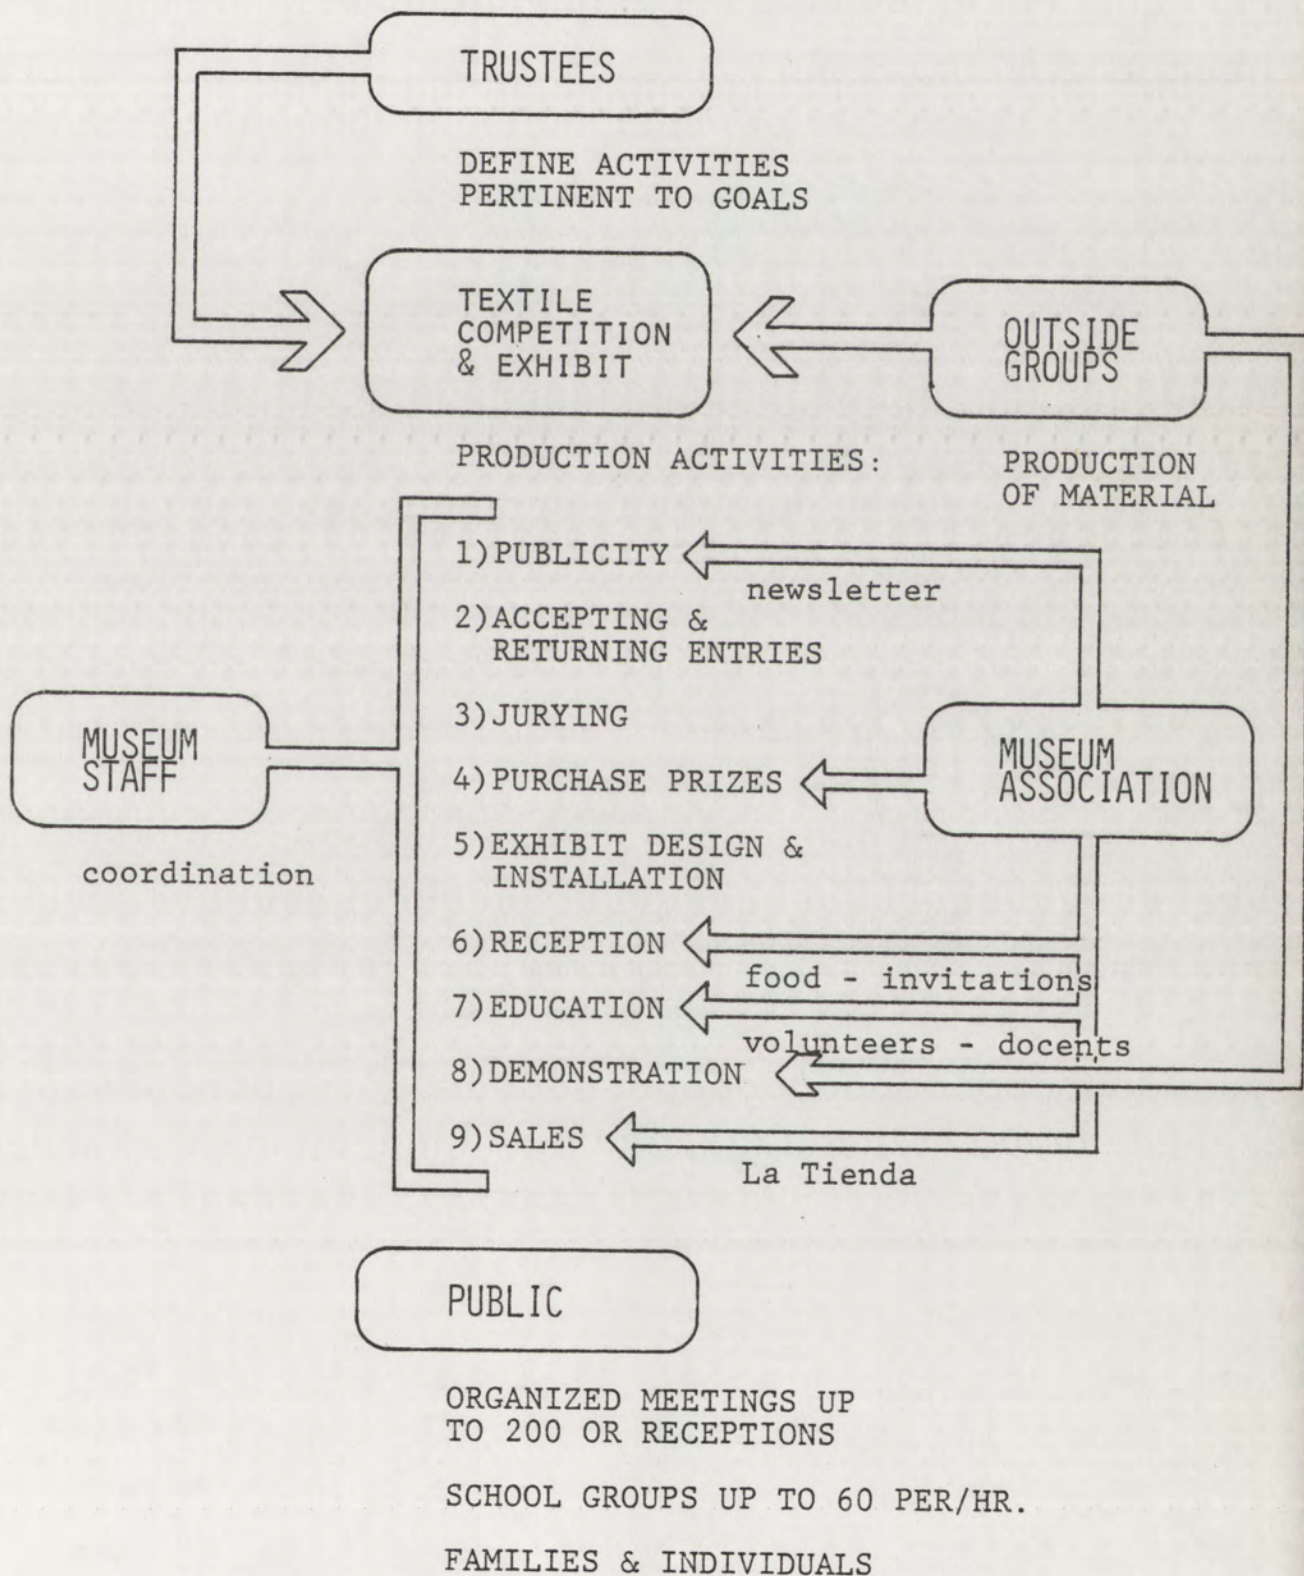 TRUSTEES
DEFINE ACTIVITIES
PERTINENT TO GOALS
TEXTILE
COMPETITION
& EXHIBIT
OUTSIDE
GROUPS
PRODUCTION ACTIVITIES:
PRODUCTION
OF MATERIAL
1)PUBLICITY
newsletter
2)ACCEPTING &
RETURNING ENTRIES
3)JURYING
MUSEUM
STAFF
coordination
MUSEUM
ASSOCIATION
4)PURCHASE PRIZES
5)EXHIBIT DESIGN &
INSTALLATION
6)RECEPTION
food - invitations
7)EDUCATION
volunteers - docents
8)DEMONSTRATION
9)SALES
La Tienda
PUBLIC
ORGANIZED MEETINGS UP
TO 200 OR RECEPTIONS
SCHOOL GROUPS UP TO 60 PER/HR.
FAMILIES & INDIVIDUALS